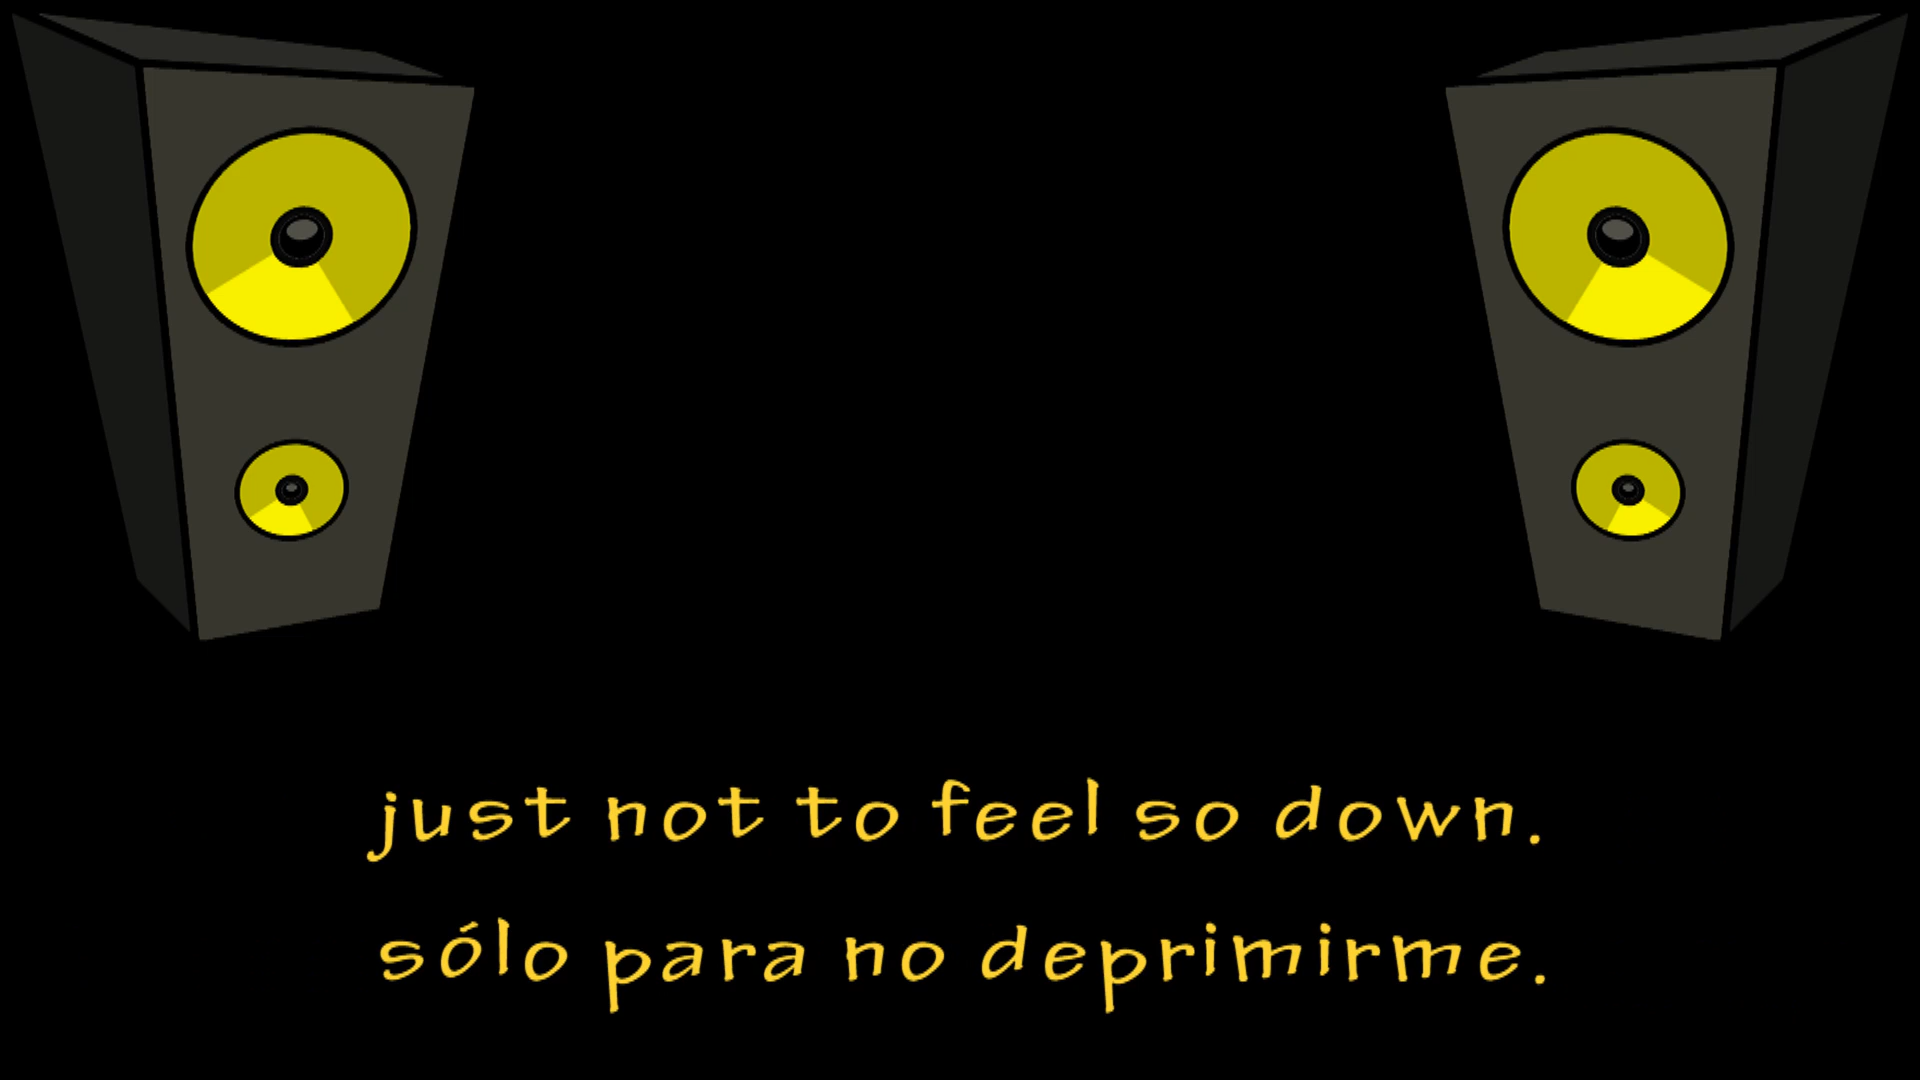 just not to feel so down.
sólo para no deprimirme.